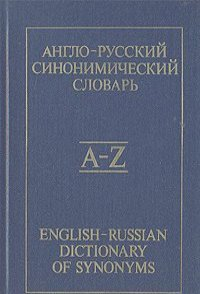 АНГЛО-РУССКИЙ
СИНОНИМИЧЕСКИЙ
СЛОВАРЬ
A-Z
ENGLISH-RUSSIAN
DICTIONARY
OF SYNONYMS